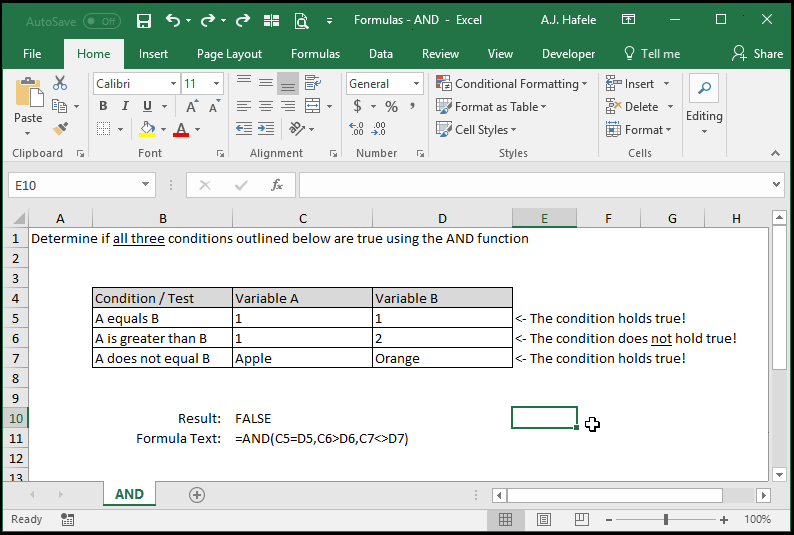 AutoSave Off Formulas - AND - Excel A.J. Hafele
File Home Insert Page Layout Formulas Data Review View Developer Tell me Share
Paste
Calibri 11
B I U A A
A
General
$ % ,
.00 .0
Conditional Formatting
Format as Table
Cell Styles
Insert
Delete
Format
Editing
Clipboard Font Alignment Number Styles Cells
E10 fx
A B C D E F G H
1 Determine if all three conditions outlined below are true using the AND function
2
3
4 Condition / Test Variable A Variable B
5 A equals B 1 1 <- The condition holds true!
6 A is greater than B 1 2 <- The condition does not hold true!
7 A does not equal B Apple Orange <- The condition holds true!
8
9
10 Result: FALSE
11 Formula Text: =AND(C5=D5,C6>D6,C7<>D7)
12
13
AND
Ready 100%